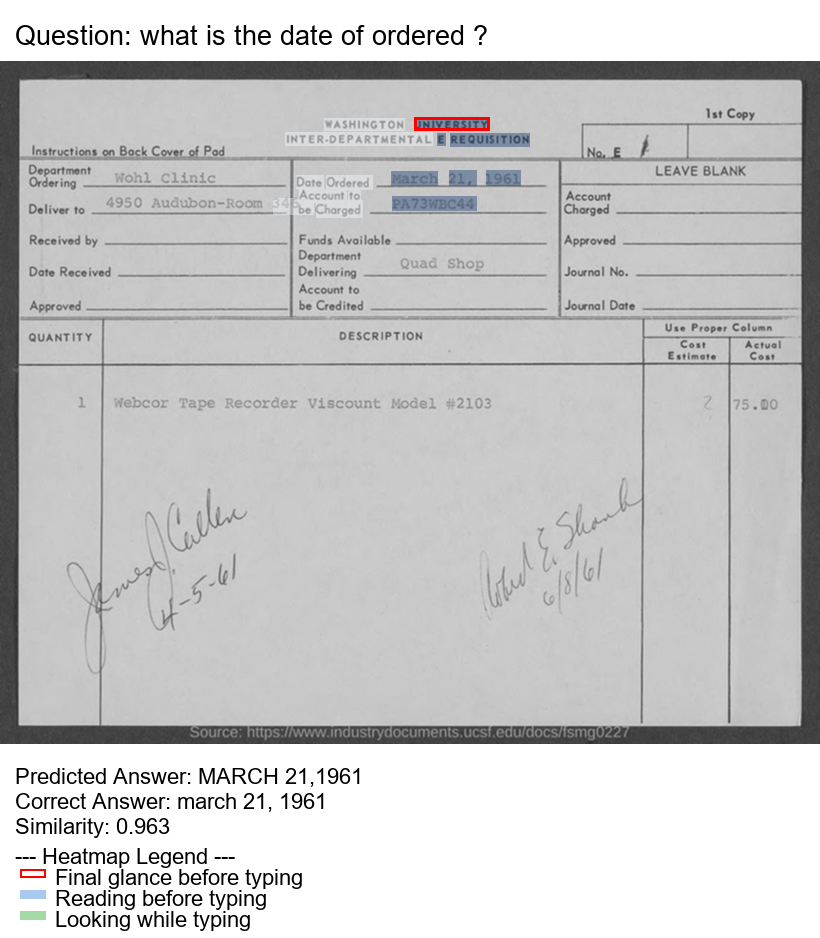 Question: what is the date of ordered ?
1st Copy
WASHINGTON UNIVERSITY
INTER-DEPARTMENTAL E REQUISITION
Instructions on Back Cover of Pad
No. E 1
Department Ordering Wohl Clinic
Date Ordered March 21, 1961
LEAVE BLANK
Deliver to 4950 Audubon-Room 346
Account to be Charged PA73WBC44
Account Charged
Received by
Funds Available
Approved
Date Received
Department Delivering Quad Shop
Journal No.
Approved
Account to be Credited
Journal Date
QUANTITY DESCRIPTION Use Proper Column
Cost Estimate Actual Cost
1 Webcor Tape Recorder Viscount Model #2103 2 75.00
James J. Cullen
4-5-61
Robert E. Shank
6/8/61
Source: https://www.industrydocuments.ucsf.edu/docs/fsmg0227
Predicted Answer: MARCH 21,1961
Correct Answer: march 21, 1961
Similarity: 0.963
--- Heatmap Legend ---
Final glance before typing
Reading before typing
Looking while typing